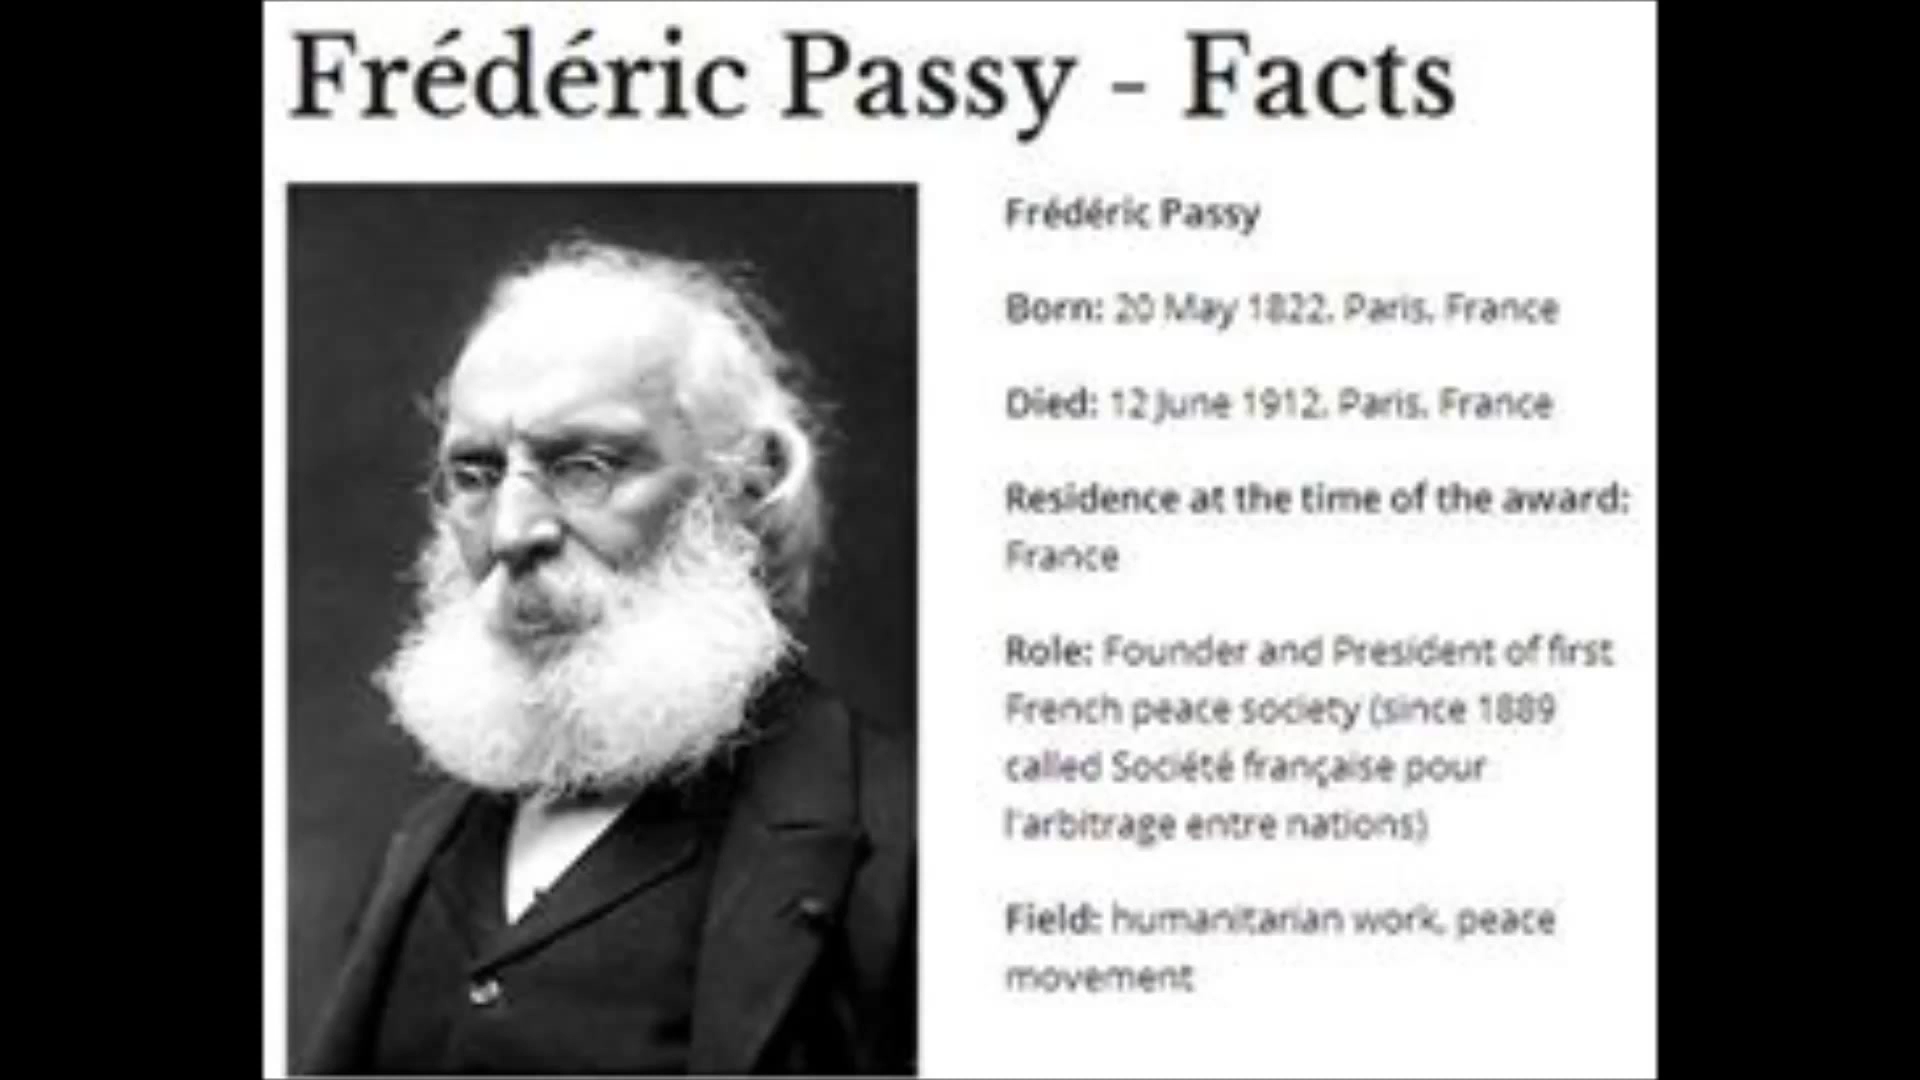 Frédéric Passy - Facts
Frédéric Passy
Born: 20 May 1822, Paris, France
Died: 12 June 1912, Paris, France
Residence at the time of the award:
France
Role: Founder and President of first
French peace society (since 1889
called Société française pour
l'arbitrage entre nations)
Field: humanitarian work, peace
movement